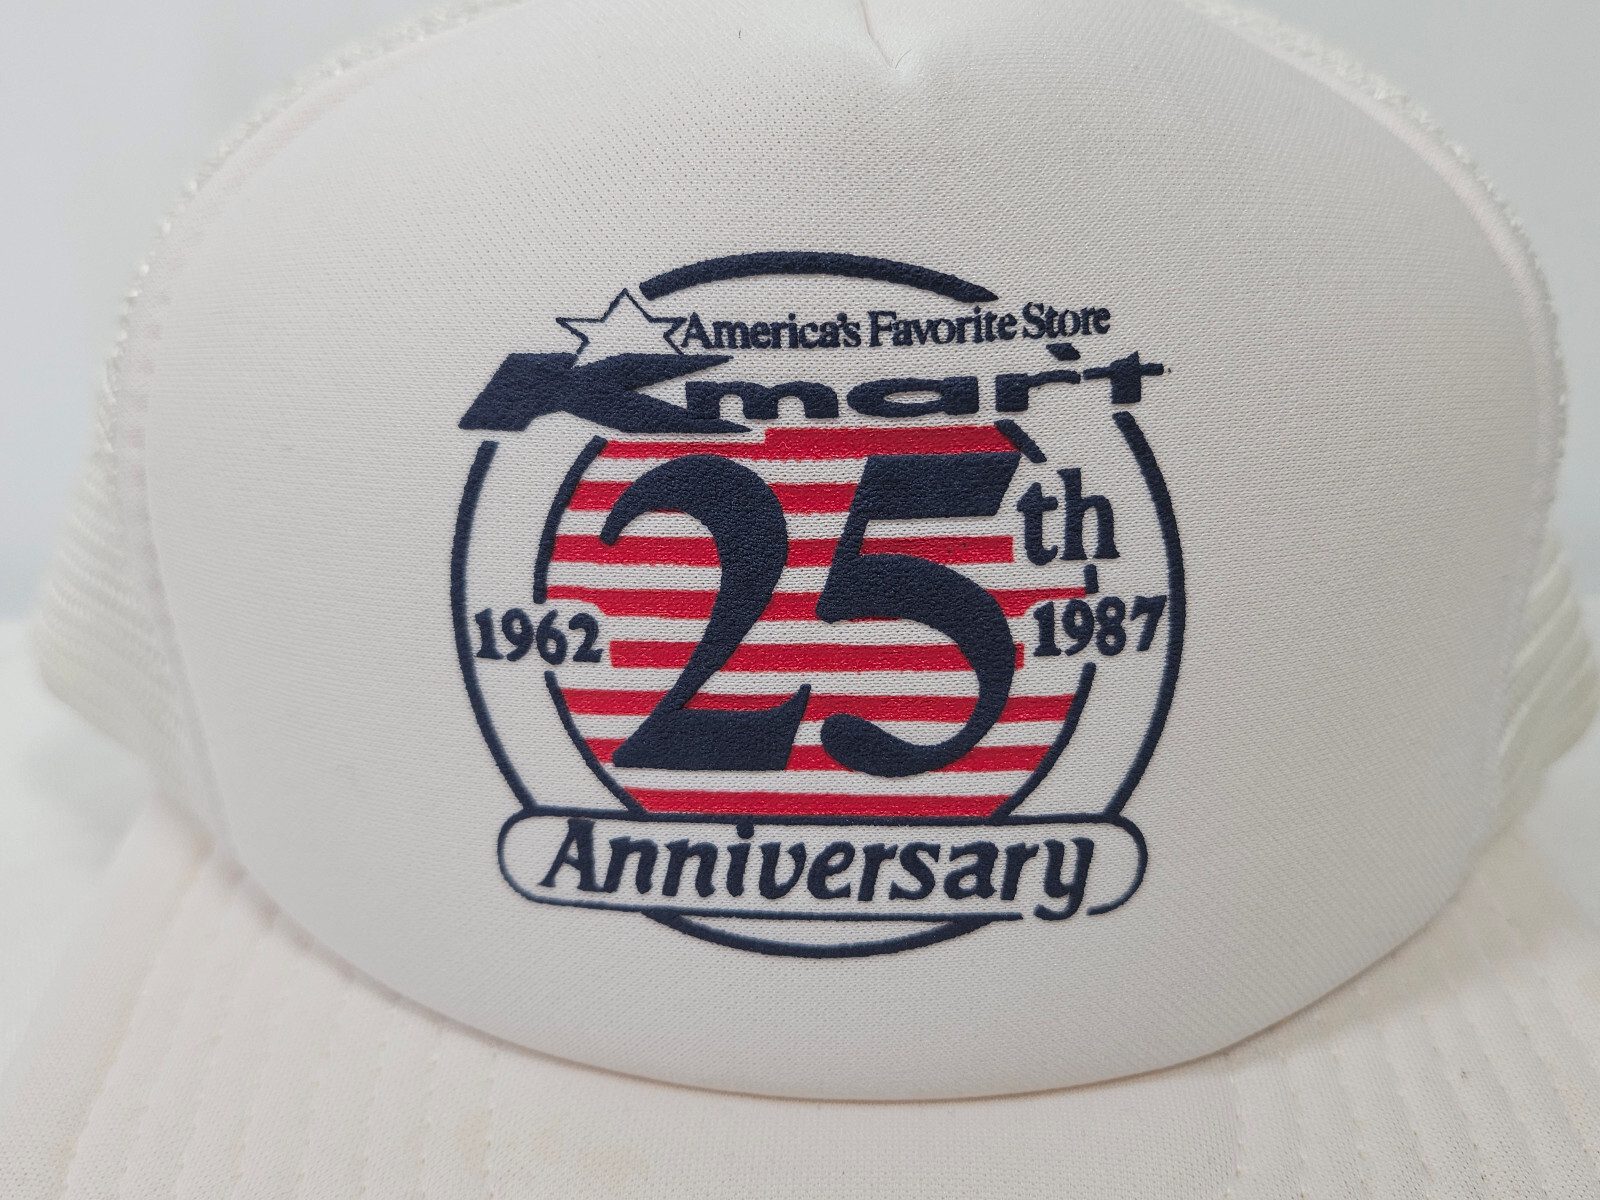 America's Favorite Store
Kmart
25th
1962
1987
Anniversary